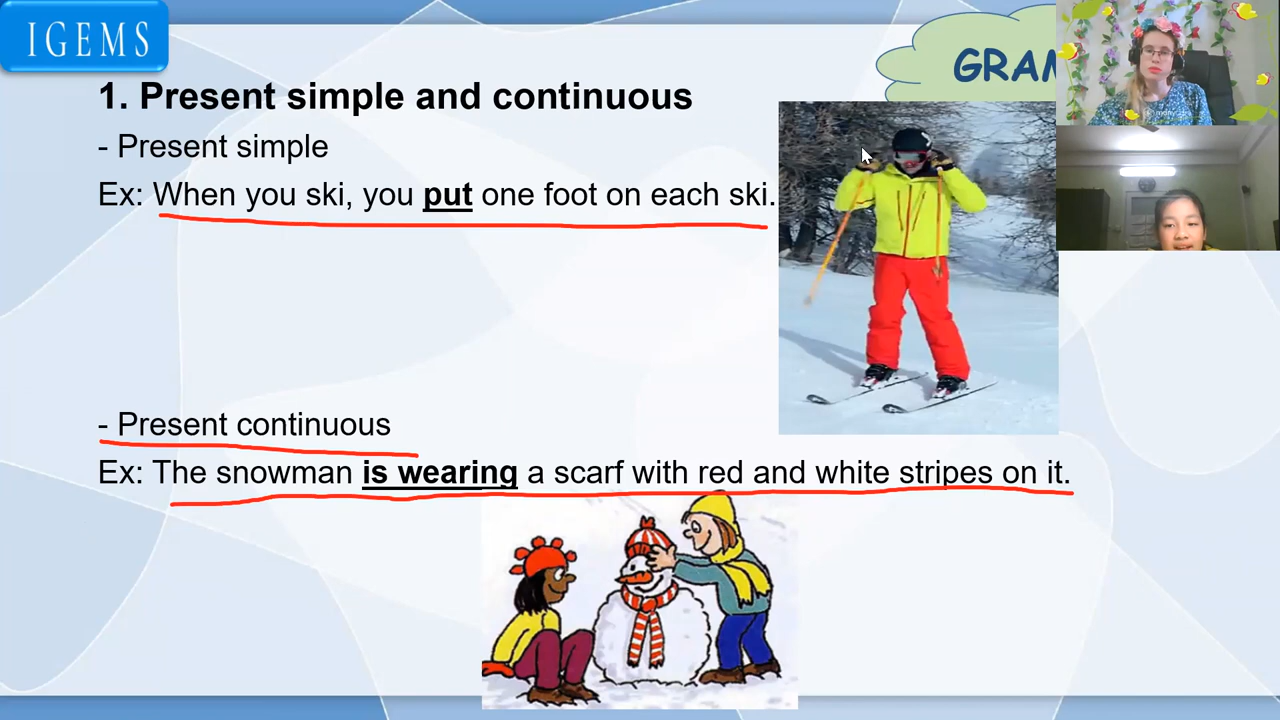 IGEMS
GRAM
1. Present simple and continuous
- Present simple
Ex: When you ski, you put one foot on each ski.
- Present continuous
Ex: The snowman is wearing a scarf with red and white stripes on it.